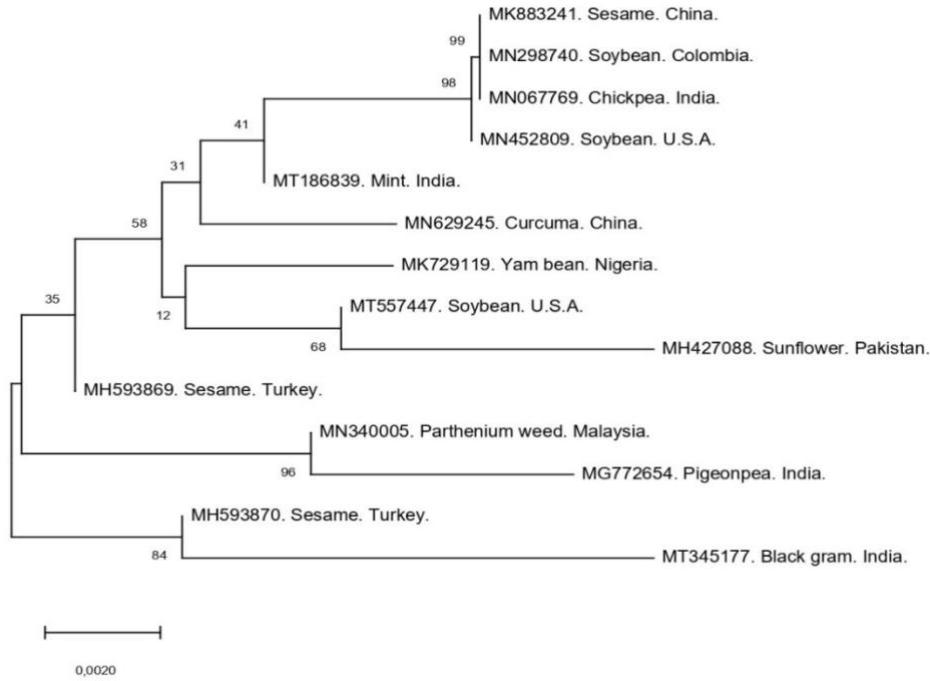 MK883241. Sesame. China.
99
MN298740. Soybean. Colombia.
98
MN067769. Chickpea. India.
41
MN452809. Soybean. U.S.A.
31
MT186839. Mint. India.
58
MN629245. Curcuma. China.
MK729119. Yam bean. Nigeria.
35
MT557447. Soybean. U.S.A.
12
68
MH427088. Sunflower. Pakistan.
MH593869. Sesame. Turkey.
MN340005. Parthenium weed. Malaysia.
96
MG772654. Pigeonpea. India.
MH593870. Sesame. Turkey.
84
MT345177. Black gram. India.
0,0020